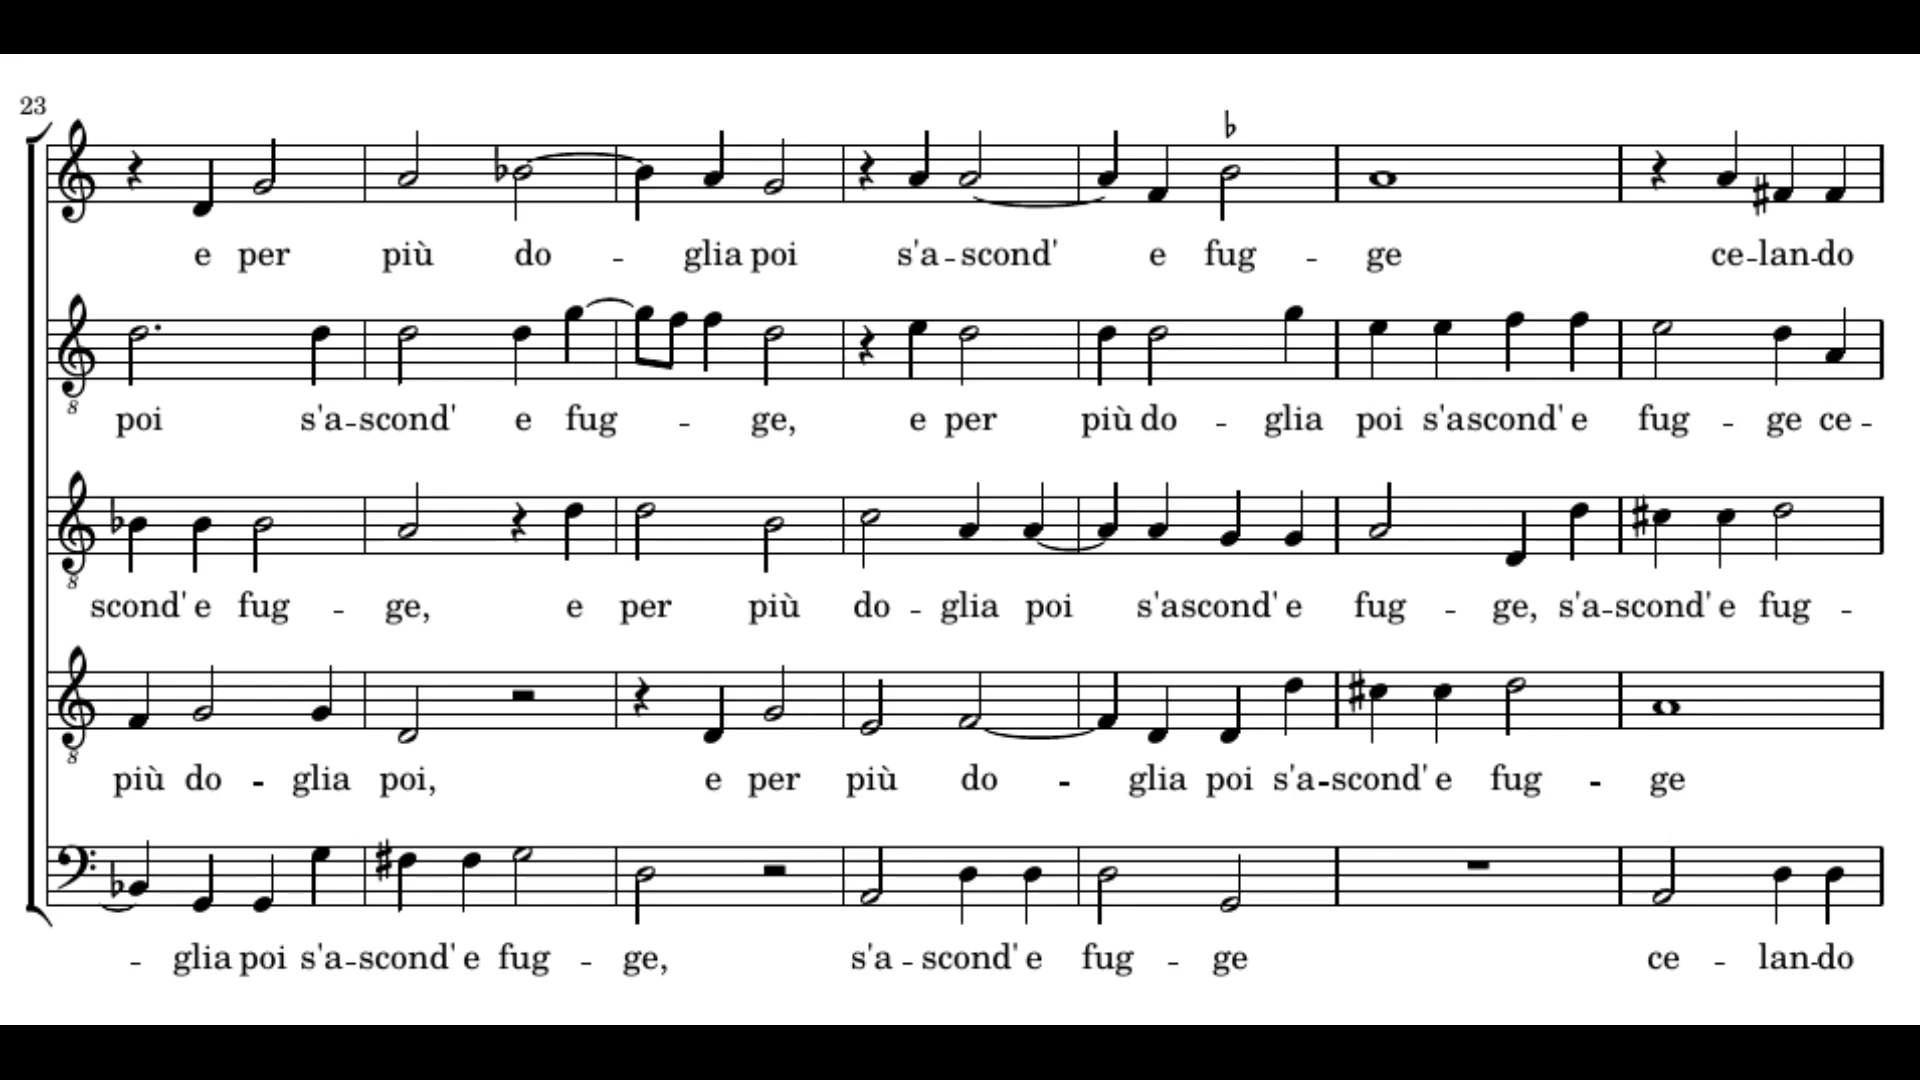 23
e per più do - glia poi s'a - scond' e fug - ge ce - lan - do
8
poi s'a - scond' e fug - ge, e per più do - glia poi s'ascond' e fug - ge ce -
8
scond' e fug - ge, e per più do - glia poi s'ascond' e fug - ge, s'a - scond' e fug -
8
più do - glia poi, e per più do - glia poi s'a - scond' e fug - ge
- glia poi s'a - scond' e fug - ge, s'a - scond' e fug - ge ce - lan - do